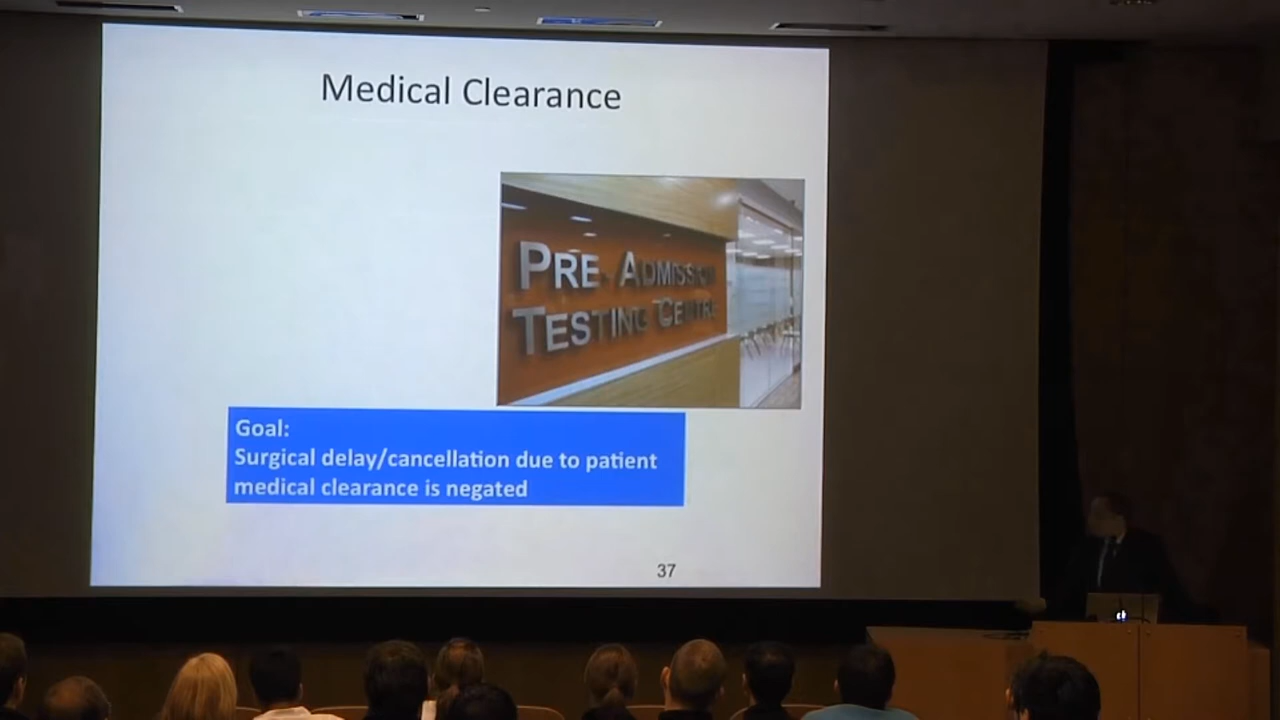 Medical Clearance
PRE ADMISSION
TESTING CENTRE
Goal:
Surgical delay/cancellation due to patient
medical clearance is negated
37